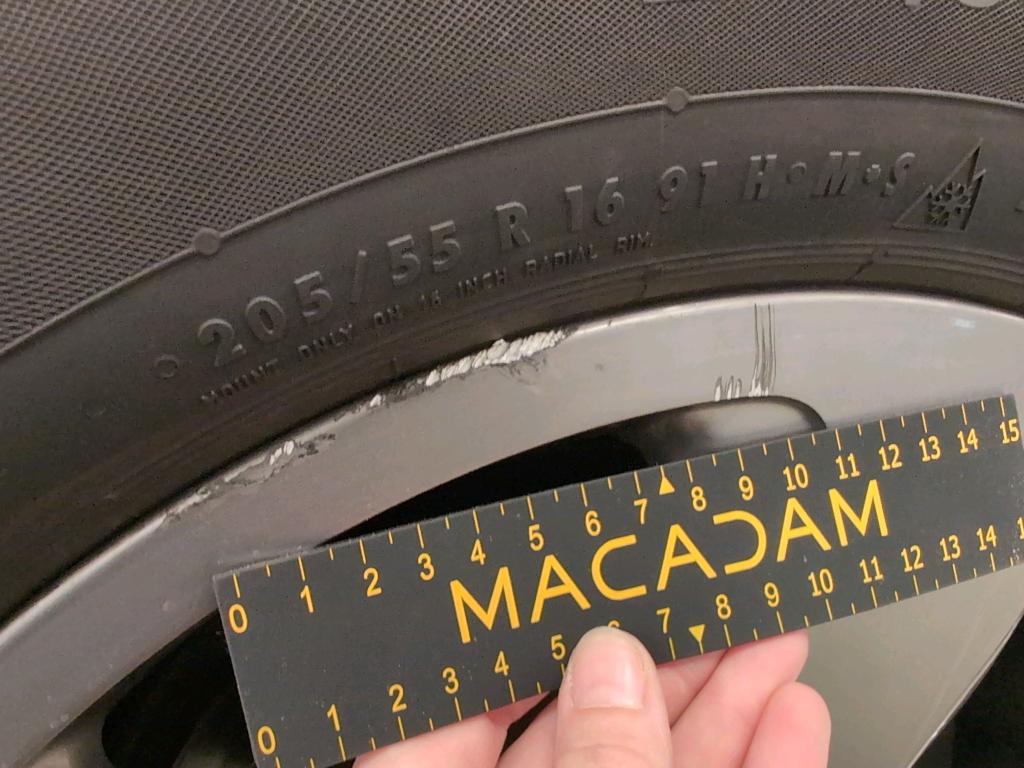 205/55 R 16 91 H•M•S
MOUNT ONLY ON 16 INCH RADIAL RIM
0 1 2 3 4 5 6 7 8 9 10 11 12 13 14 15
MACADAM
0 1 2 3 4 5 6 7 8 9 10 11 12 13 14